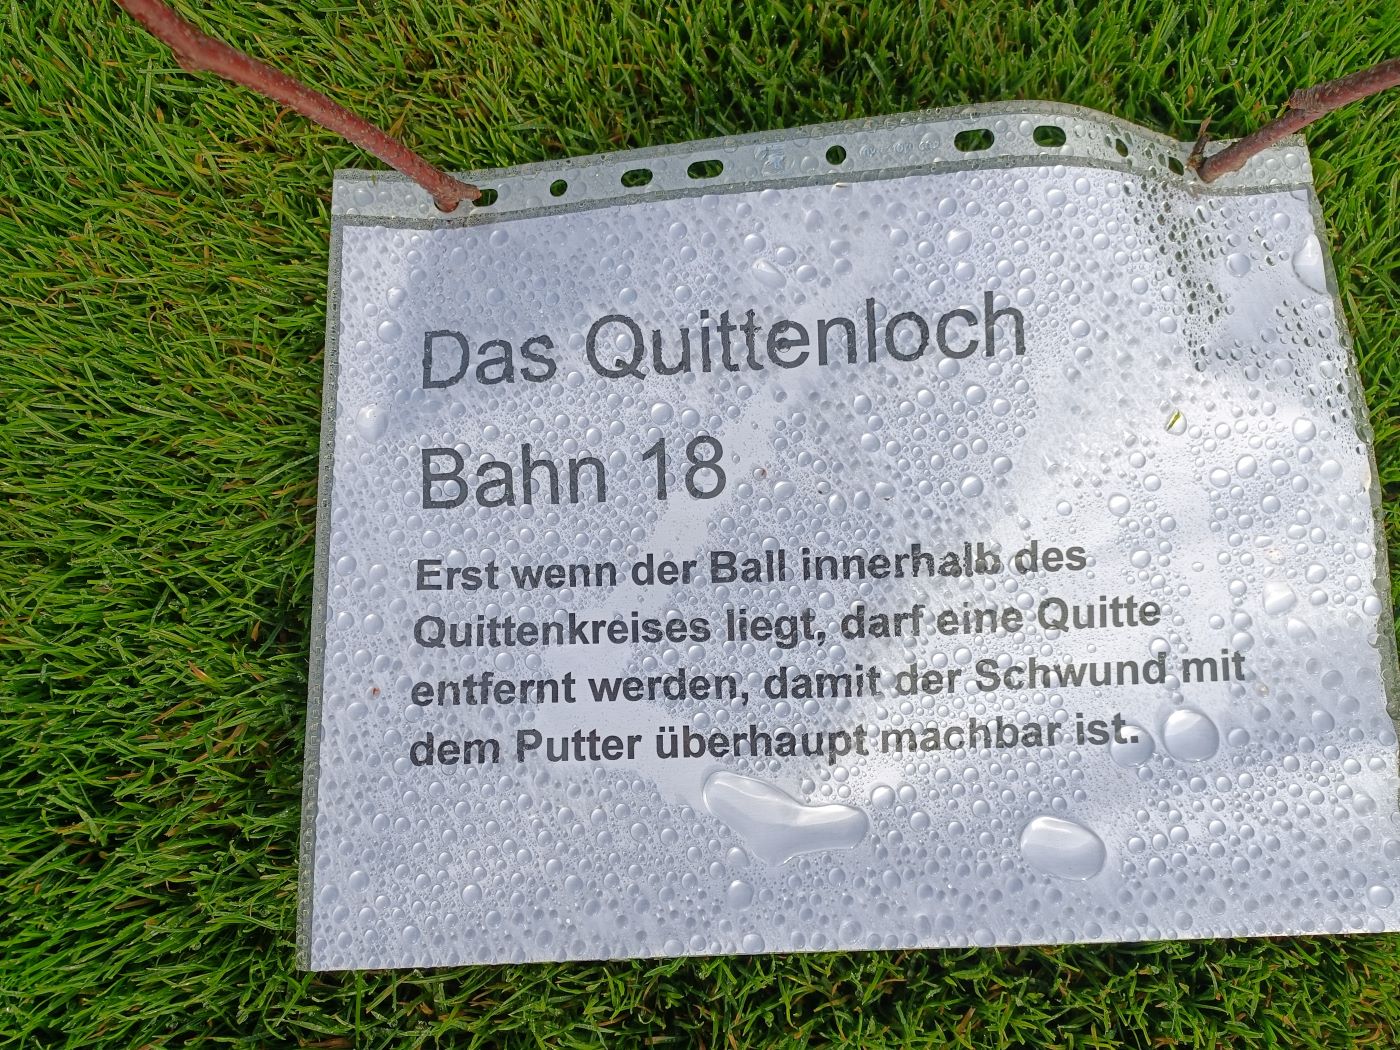 Das Quittenloch
Bahn 18
Erst wenn der Ball innerhalb des
Quittenkreises liegt, darf eine Quitte
entfernt werden, damit der Schwund mit
dem Putter überhaupt machbar ist.